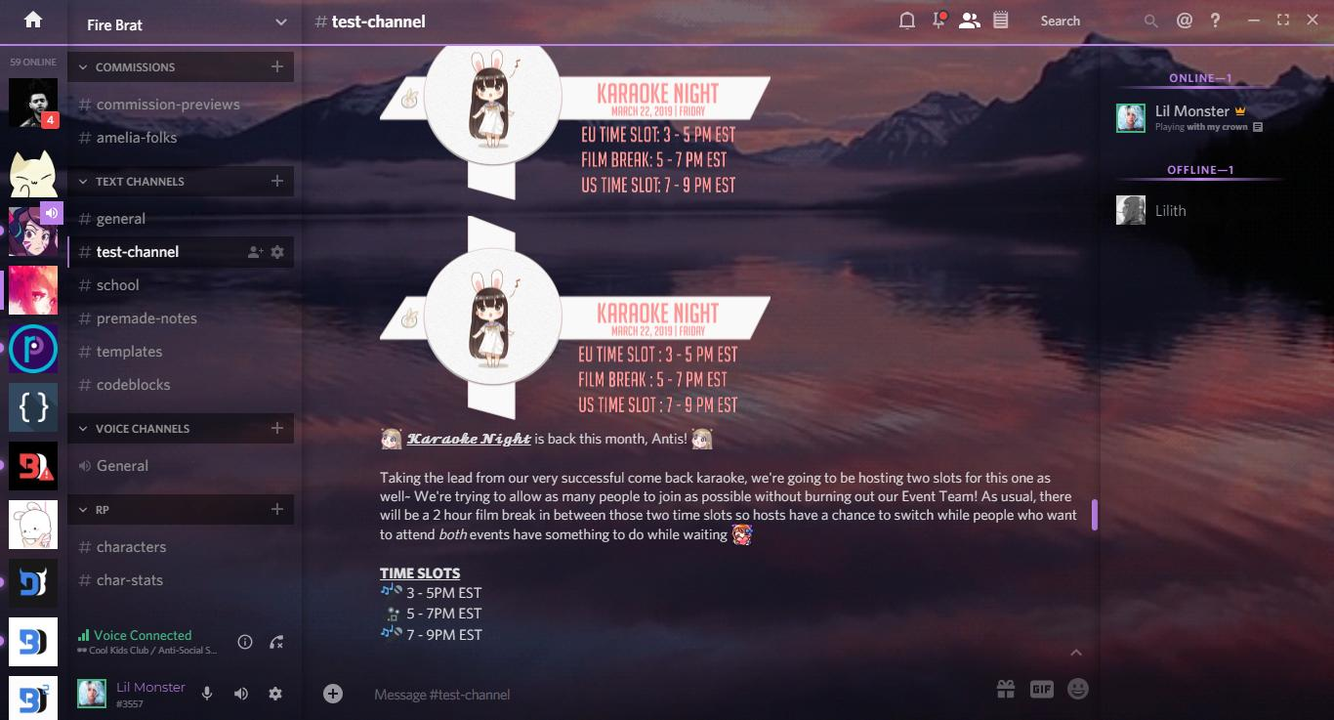 59 ONLINE
4
Fire Brat
COMMISSIONS
# commission-previews
# amelia-folks
TEXT CHANNELS
# general
# test-channel
# school
# premade-notes
# templates
# codeblocks
VOICE CHANNELS
General
RP
# characters
# char-stats
Voice Connected
Cool Kids Club / Anti-Social S...
Lil Monster
#3557
# test-channel
Search
KARAOKE NIGHT
MARCH 22, 2019 | FRIDAY
EU TIME SLOT: 3 - 5 PM EST
FILM BREAK: 5 - 7 PM EST
US TIME SLOT: 7 - 9 PM EST
KARAOKE NIGHT
MARCH 22, 2019 | FRIDAY
EU TIME SLOT : 3 - 5 PM EST
FILM BREAK : 5 - 7 PM EST
US TIME SLOT : 7 - 9 PM EST
Karaoke Night is back this month, Antis!
Taking the lead from our very successful come back karaoke, we're going to be hosting two slots for this one as
well~ We're trying to allow as many people to join as possible without burning out our Event Team! As usual, there
will be a 2 hour film break in between those two time slots so hosts have a chance to switch while people who want
to attend both events have something to do while waiting
TIME SLOTS
3 - 5PM EST
5 - 7PM EST
7 - 9PM EST
Message #test-channel
GIF
ONLINE—1
Lil Monster
Playing with my crown
OFFLINE—1
Lilith